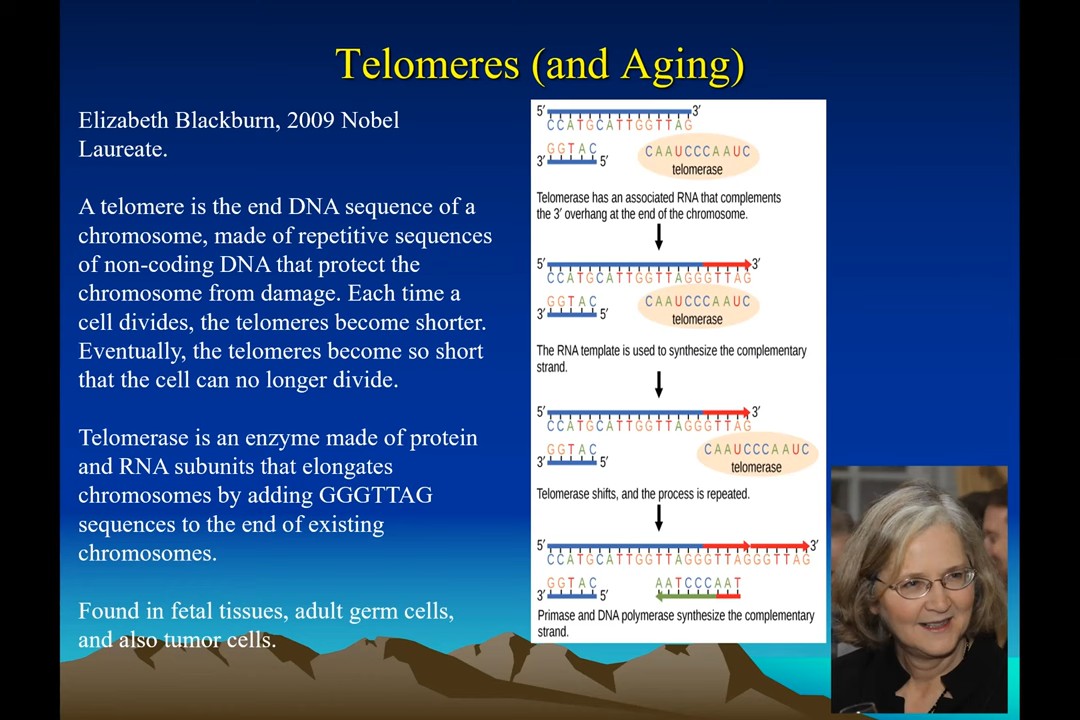 Telomeres (and Aging)
Elizabeth Blackburn, 2009 Nobel
Laureate.
A telomere is the end DNA sequence of a
chromosome, made of repetitive sequences
of non-coding DNA that protect the
chromosome from damage. Each time a
cell divides, the telomeres become shorter.
Eventually, the telomeres become so short
that the cell can no longer divide.
Telomerase is an enzyme made of protein
and RNA subunits that elongates
chromosomes by adding GGGTTAG
sequences to the end of existing
chromosomes.
Found in fetal tissues, adult germ cells,
and also tumor cells.
5′ 3′
CCATGCATTGGTTAG
GGTAC CAAUCCCAAUC
3′ 5′ telomerase
Telomerase has an associated RNA that complements
the 3′ overhang at the end of the chromosome.
5′ 3′
CCATGCATTGGTTAGGGTTAG
GGTAC CAAUCCCAAUC
3′ 5′ telomerase
The RNA template is used to synthesize the complementary
strand.
5′ 3′
CCATGCATTGGTTAGGGTTAG
GGTAC CAAUCCCAAUC
3′ 5′ telomerase
Telomerase shifts, and the process is repeated.
5′ 3′
CCATGCATTGGTTAGGGTTAGGGTTAG
GGTAC AATCCCAAT
3′ 5′
Primase and DNA polymerase synthesize the complementary
strand.